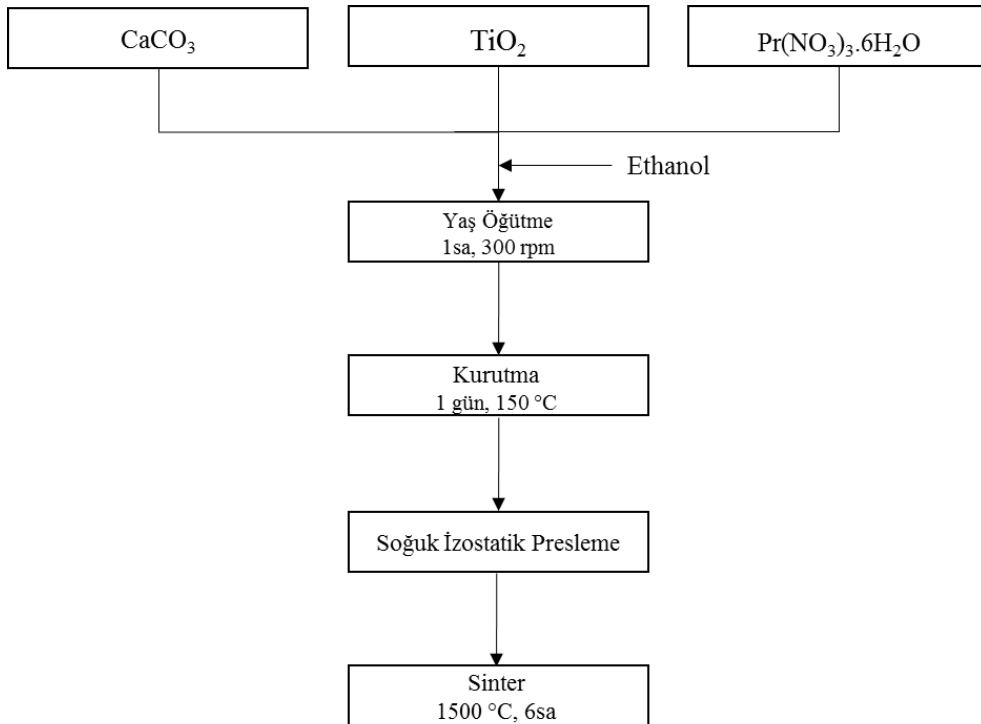 CaCO₃
TiO₂
Pr(NO₃)₃.6H₂O
Ethanol
Yaş Öğütme
1sa, 300 rpm
Kurutma
1 gün, 150 °C
Soğuk İzostatik Presleme
Sinter
1500 °C, 6sa